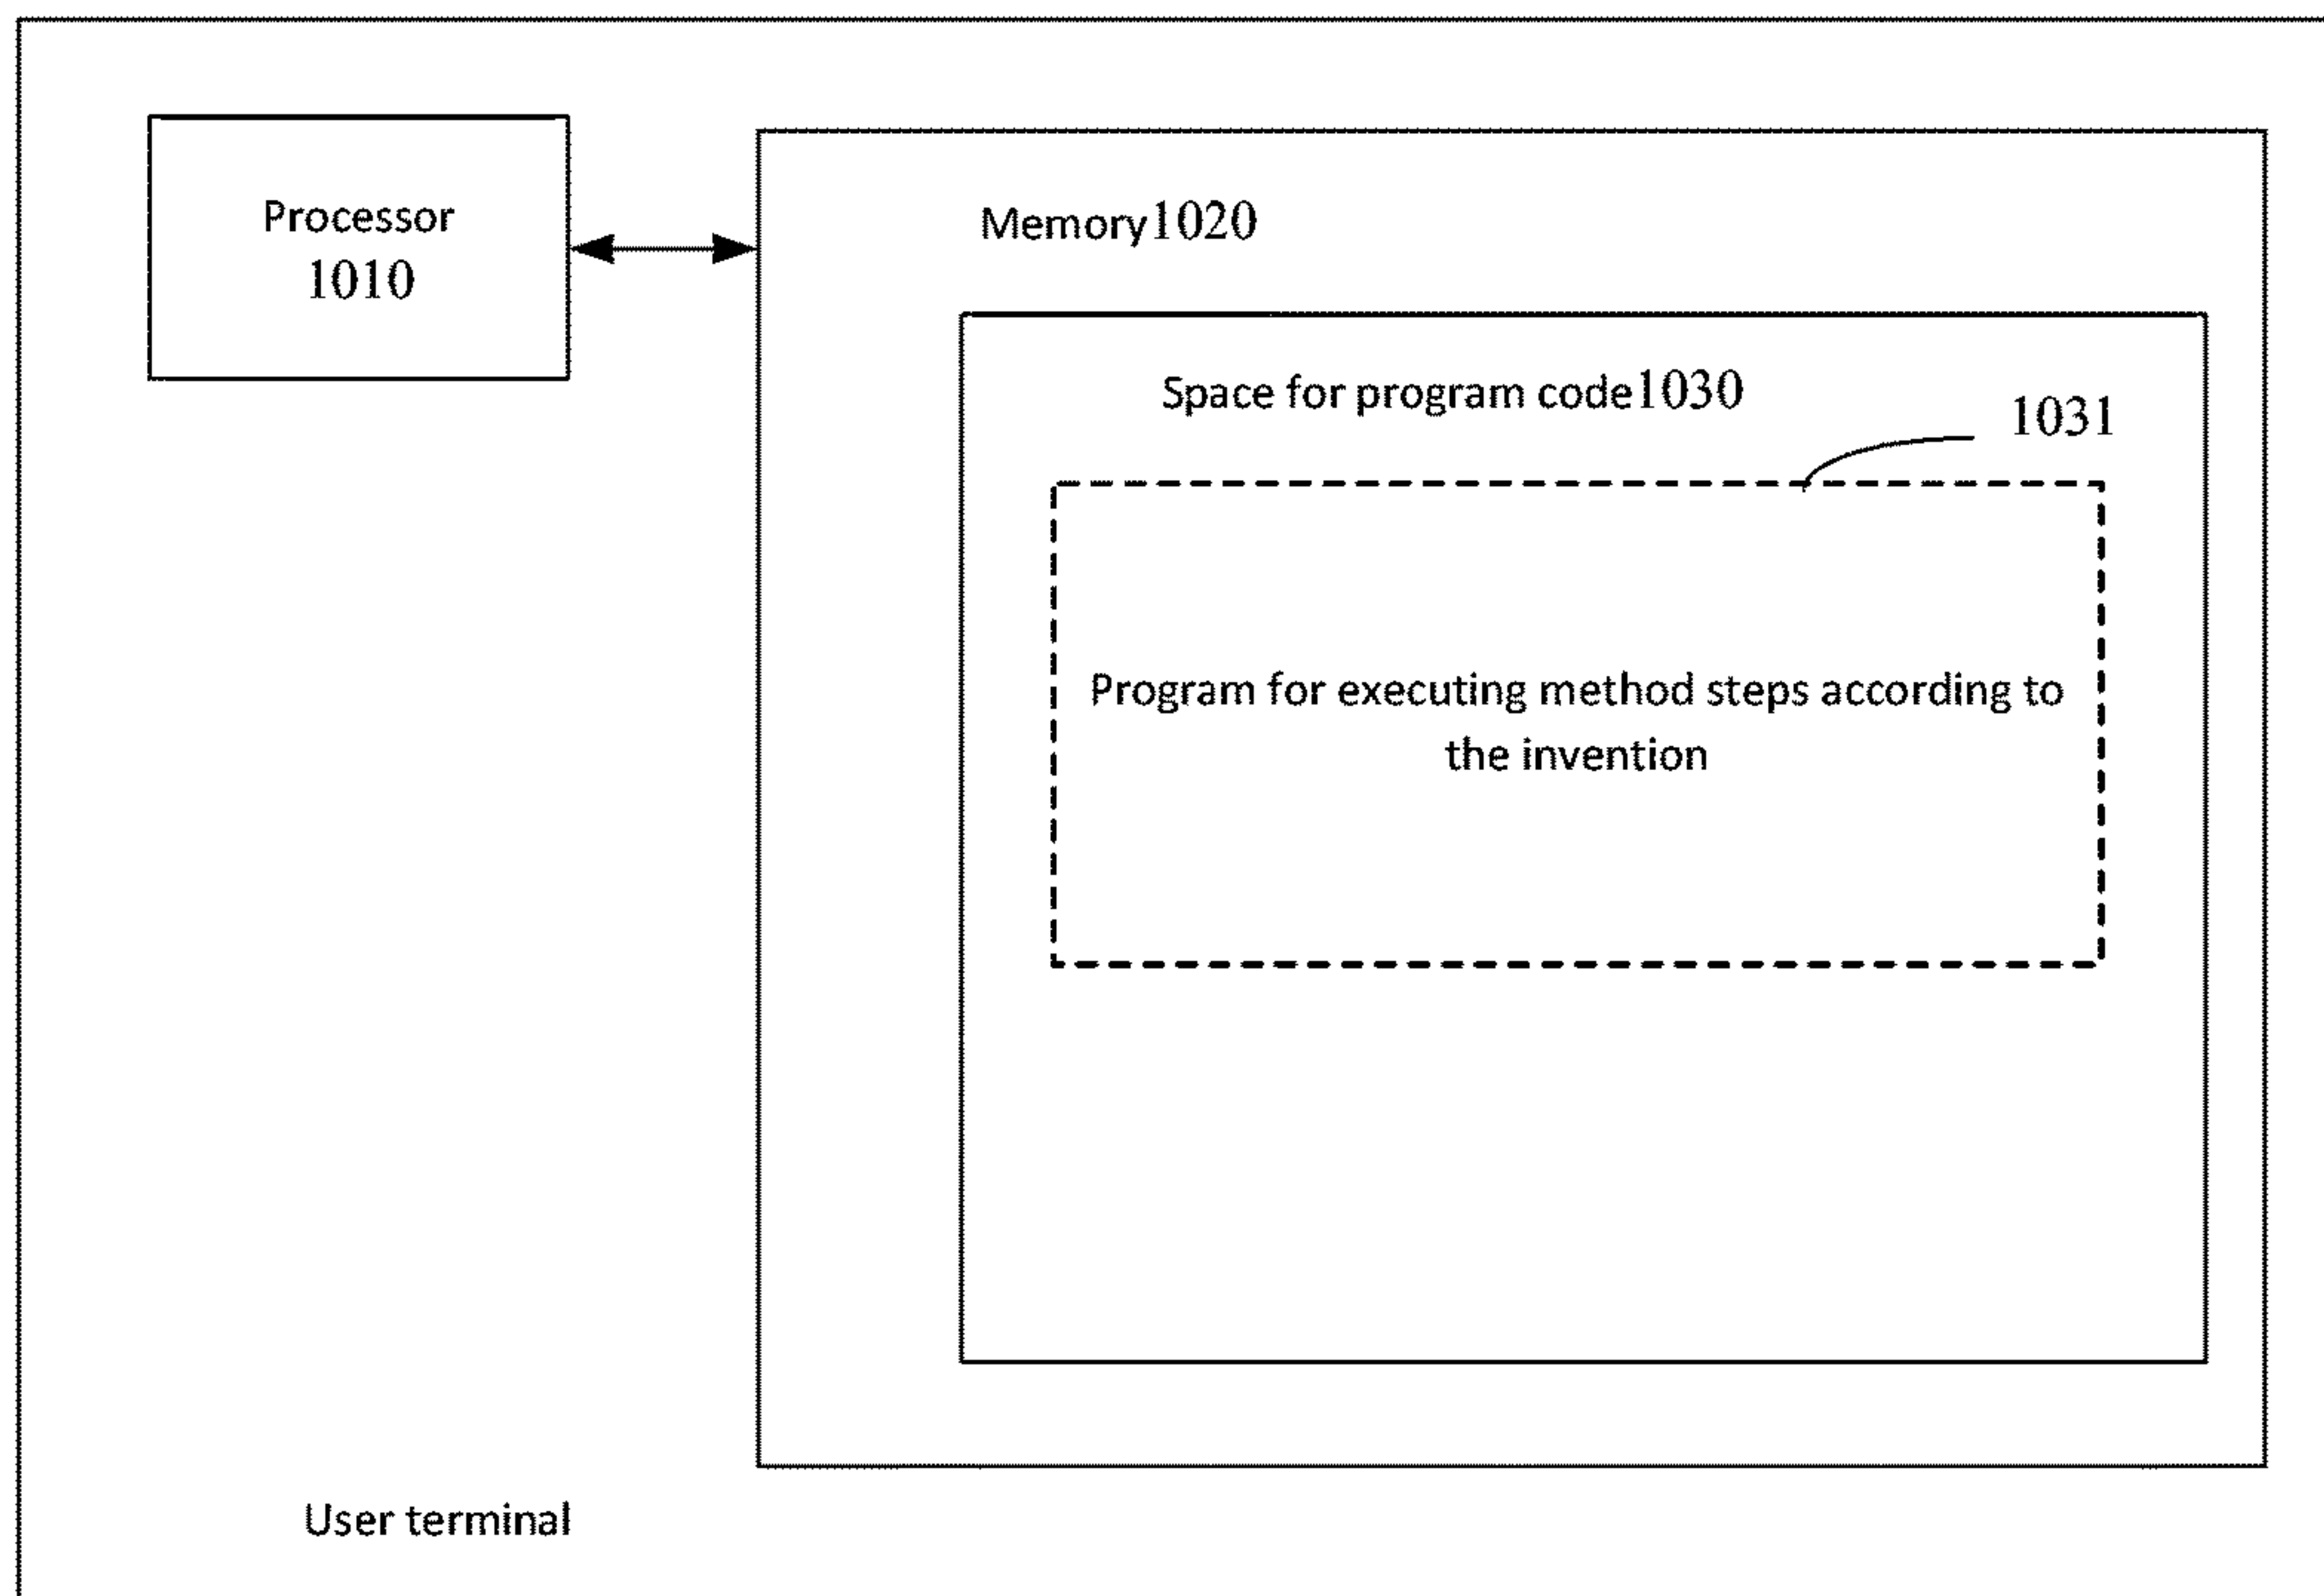 Processor
1010
Memory1020
Space for program code1030
1031
Program for executing method steps according to
the invention
User terminal